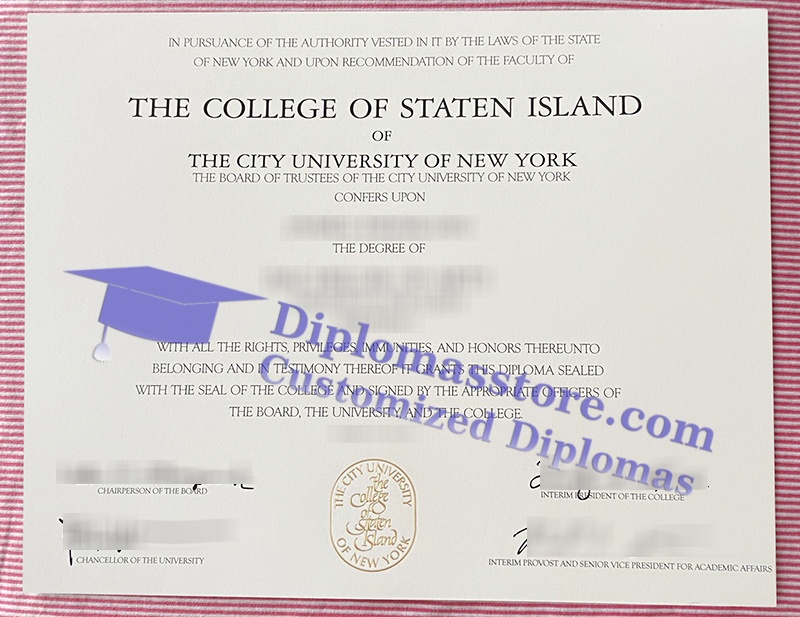 IN PURSUANCE OF THE AUTHORITY VESTED IN IT BY THE LAWS OF THE STATE
OF NEW YORK AND UPON RECOMMENDATION OF THE FACULTY OF
THE COLLEGE OF STATEN ISLAND
OF
THE CITY UNIVERSITY OF NEW YORK
THE BOARD OF TRUSTEES OF THE CITY UNIVERSITY OF NEW YORK
CONFERS UPON
THE DEGREE OF
WITH ALL THE RIGHTS, PRIVILEGES, IMMUNITIES, AND HONORS THEREUNTO
BELONGING AND IN TESTIMONY THEREOF IT GRANTS THIS DIPLOMA SEALED
WITH THE SEAL OF THE COLLEGE AND SIGNED BY THE APPROPRIATE OFFICERS OF
THE BOARD, THE UNIVERSITY, AND THE COLLEGE.
Diplomasstore.com
Customized Diplomas
CHAIRPERSON OF THE BOARD
INTERIM PRESIDENT OF THE COLLEGE
CHANCELLOR OF THE UNIVERSITY
INTERIM PROVOST AND SENIOR VICE PRESIDENT FOR ACADEMIC AFFAIRS
THE CITY UNIVERSITY
The
College
of
Staten
Island
OF NEW YORK